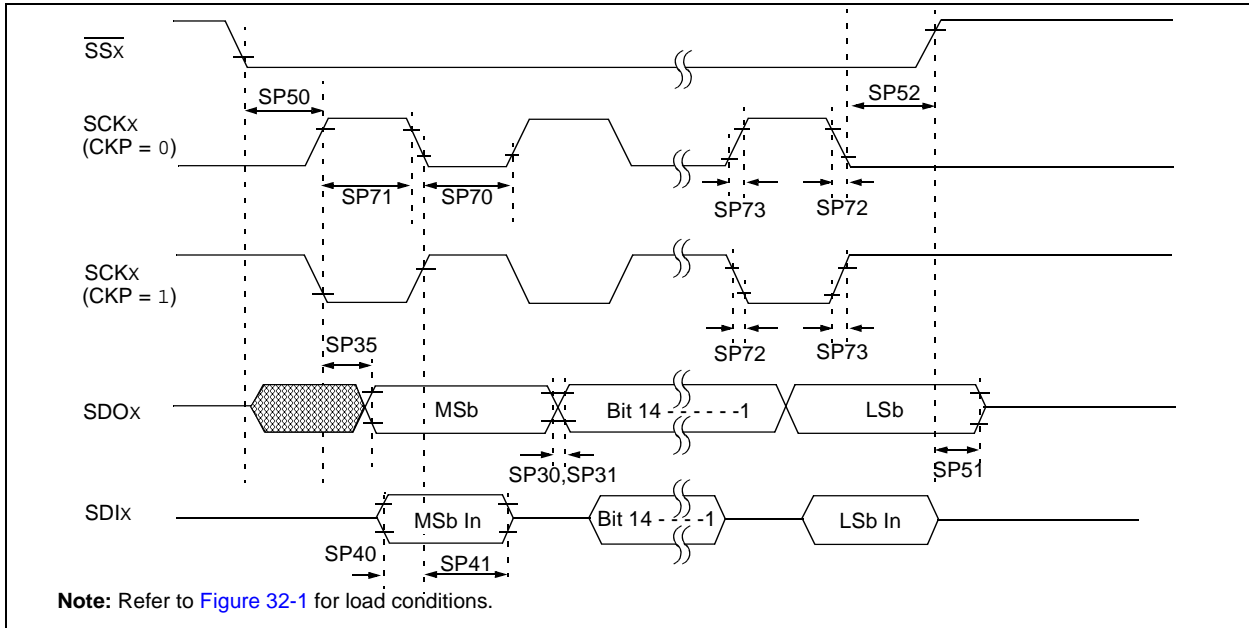 SSX
SP50
SP52
SCKX
(CKP = 0)
SP71
SP70
SP73
SP72
SCKX
(CKP = 1)
SP35
SP72
SP73
SDOX
MSb
Bit 14 - - - - - -1
LSb
SP30,SP31
SP51
SDIX
MSb In
Bit 14 - - - -1
LSb In
SP40
SP41
Note: Refer to Figure 32-1 for load conditions.